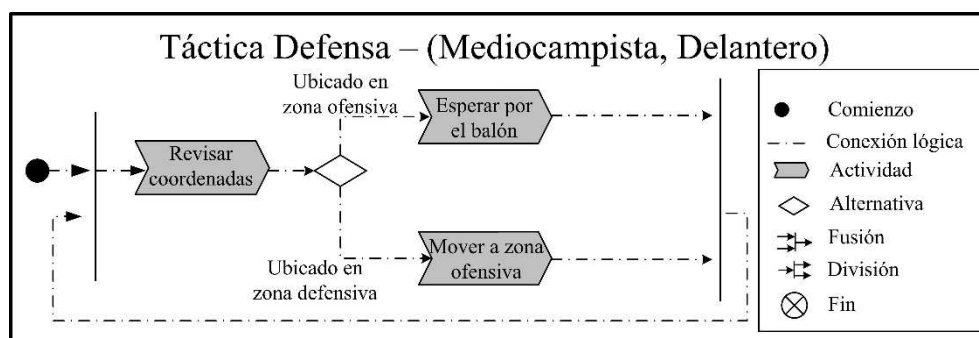 Táctica Defensa – (Mediocampista, Delantero)
Ubicado en
zona ofensiva
Esperar por
el balón
Revisar
coordenadas
Mover a zona
ofensiva
Ubicado en
zona defensiva
Comienzo
Conexión lógica
Actividad
Alternativa
Fusión
División
Fin